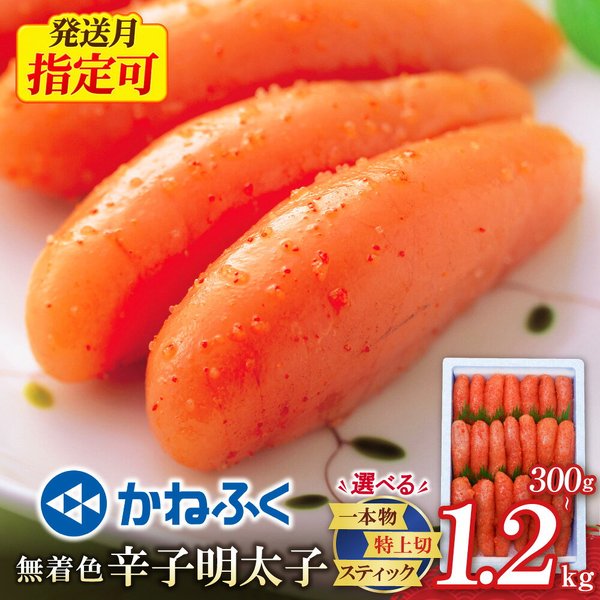 発送月
指定可
かねふく
無着色 辛子明太子
選べる
一本物
特上切
スティック
300g
~
1.2kg